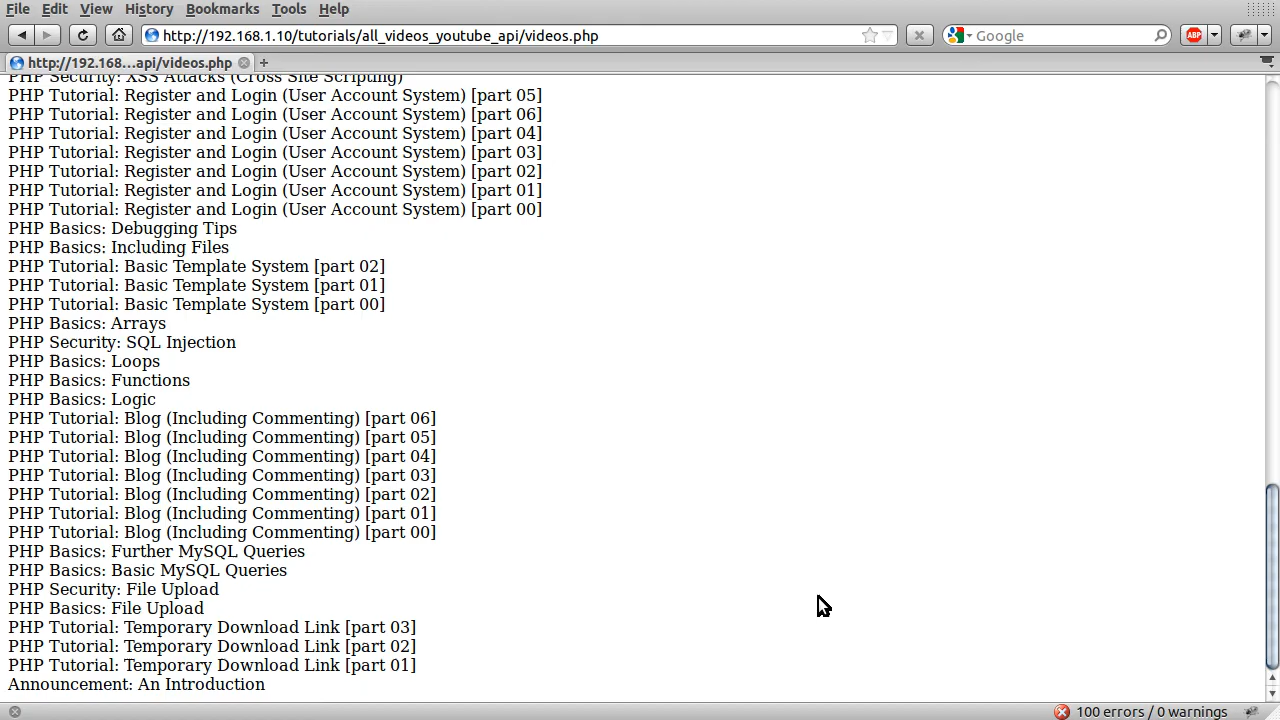 File Edit View History Bookmarks Tools Help
http://192.168.1.10/tutorials/all_videos_youtube_api/videos.php
Google
ABP
http://192.168...api/videos.php
PHP Security: XSS Attacks (Cross Site Scripting)
PHP Tutorial: Register and Login (User Account System) [part 05]
PHP Tutorial: Register and Login (User Account System) [part 06]
PHP Tutorial: Register and Login (User Account System) [part 04]
PHP Tutorial: Register and Login (User Account System) [part 03]
PHP Tutorial: Register and Login (User Account System) [part 02]
PHP Tutorial: Register and Login (User Account System) [part 01]
PHP Tutorial: Register and Login (User Account System) [part 00]
PHP Basics: Debugging Tips
PHP Basics: Including Files
PHP Tutorial: Basic Template System [part 02]
PHP Tutorial: Basic Template System [part 01]
PHP Tutorial: Basic Template System [part 00]
PHP Basics: Arrays
PHP Security: SQL Injection
PHP Basics: Loops
PHP Basics: Functions
PHP Basics: Logic
PHP Tutorial: Blog (Including Commenting) [part 06]
PHP Tutorial: Blog (Including Commenting) [part 05]
PHP Tutorial: Blog (Including Commenting) [part 04]
PHP Tutorial: Blog (Including Commenting) [part 03]
PHP Tutorial: Blog (Including Commenting) [part 02]
PHP Tutorial: Blog (Including Commenting) [part 01]
PHP Tutorial: Blog (Including Commenting) [part 00]
PHP Basics: Further MySQL Queries
PHP Basics: Basic MySQL Queries
PHP Security: File Upload
PHP Basics: File Upload
PHP Tutorial: Temporary Download Link [part 03]
PHP Tutorial: Temporary Download Link [part 02]
PHP Tutorial: Temporary Download Link [part 01]
Announcement: An Introduction
100 errors / 0 warnings